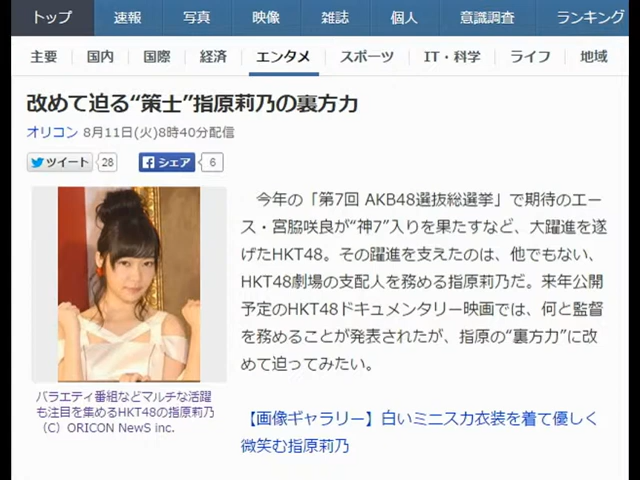 トップ 速報 写真 映像 雑誌 個人 意識調査 ランキング
主要 国内 国際 経済 エンタメ スポーツ IT・科学 ライフ 地域
改めて迫る“策士”指原莉乃の裏方力
オリコン 8月11日(火)8時40分配信
ツイート 28 シェア 6
今年の「第7回 AKB48選抜総選挙」で期待のエー
ス・宮脇咲良が“神7”入りを果たすなど、大躍進を遂
げたHKT48。その躍進を支えたのは、他でもない、
HKT48劇場の支配人を務める指原莉乃だ。来年公開
予定のHKT48ドキュメンタリー映画では、何と監督
を務めることが発表されたが、指原の“裏方力”に改
めて迫ってみたい。
バラエティ番組などマルチな活躍
も注目を集めるHKT48の指原莉乃
（C）ORICON NewS inc.
【画像ギャラリー】白いミニスカ衣装を着て優しく
微笑む指原莉乃